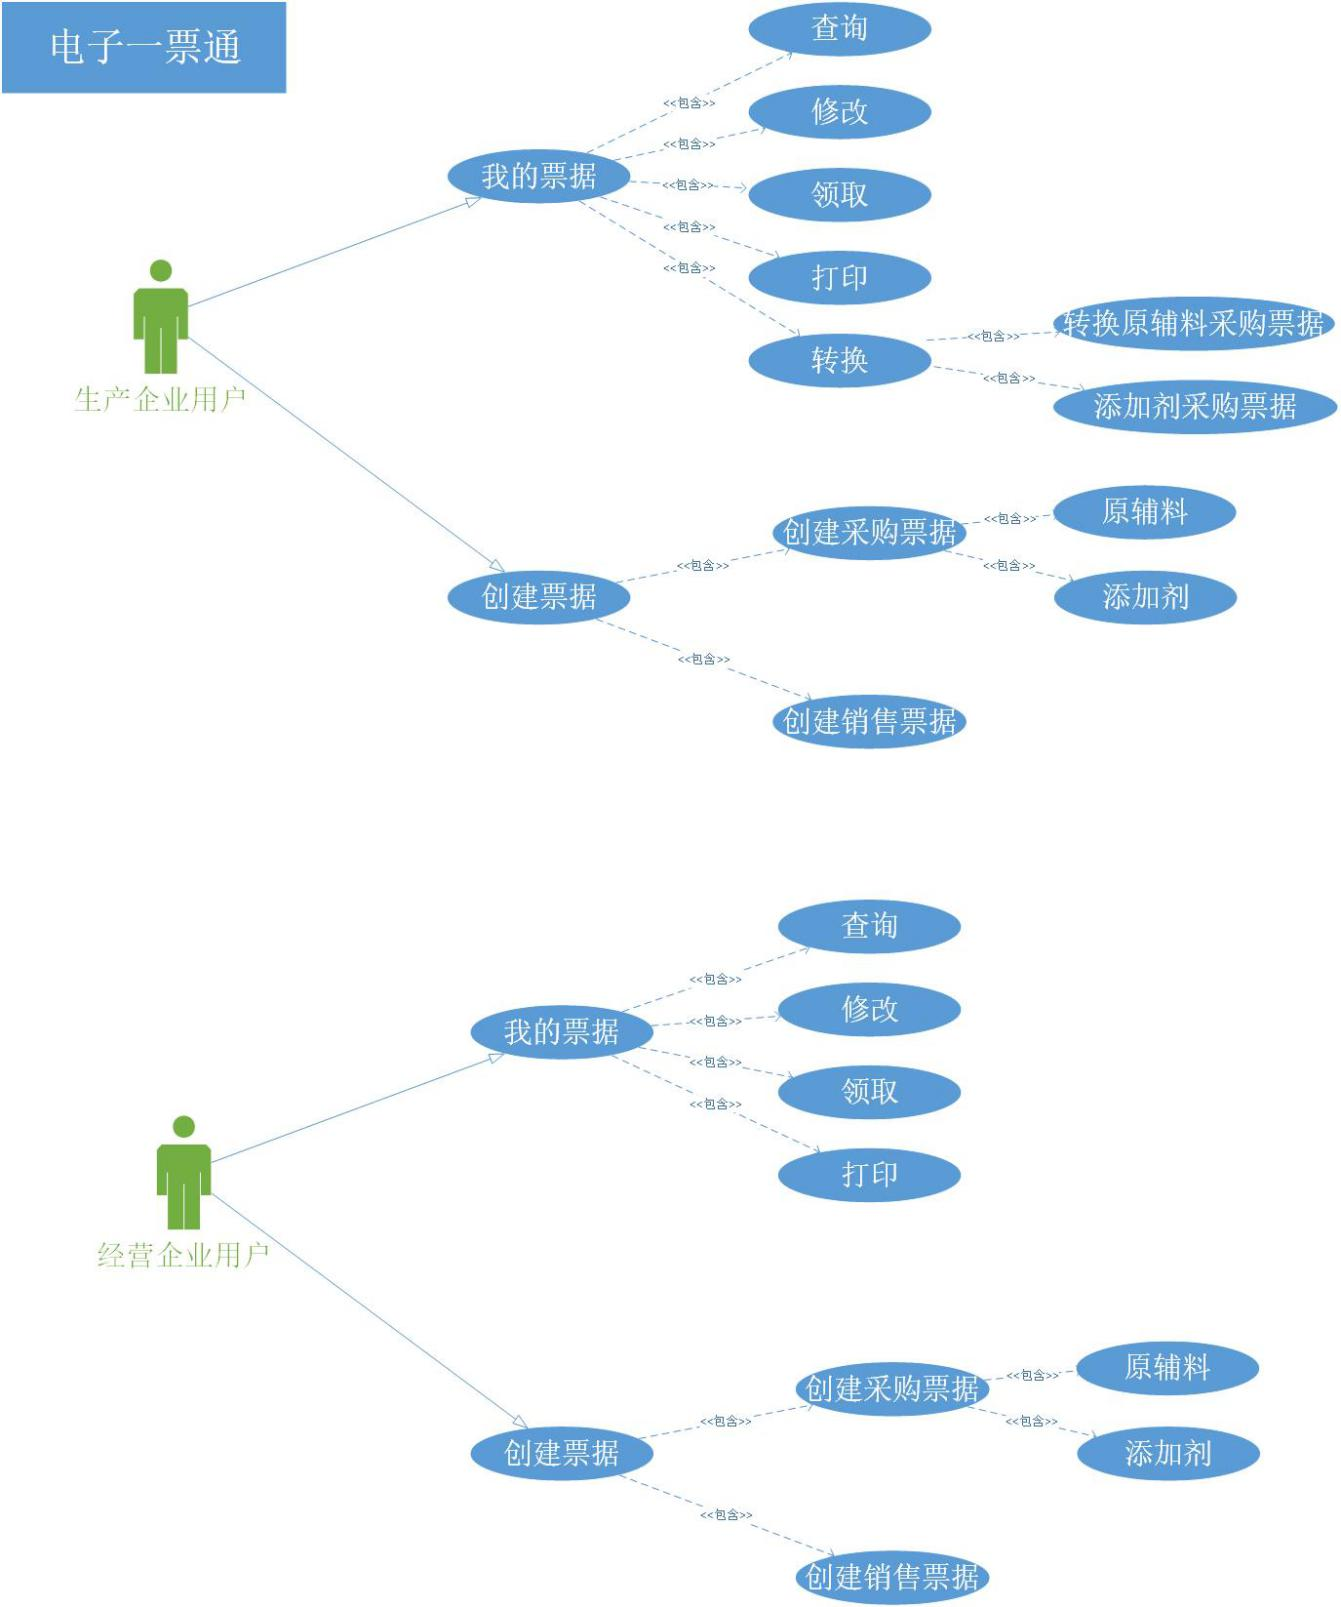 电子一票通
查询
<<包含>>
修改
<<包含>>
我的票据
<<包含>>
领取
<<包含>>
打印
<<包含>>
转换原辅料采购票据
<<包含>>
转换
<<包含>>
添加剂采购票据
生产企业用户
原辅料
<<包含>>
创建采购票据
<<包含>>
<<包含>>
创建票据
添加剂
<<包含>>
创建销售票据
查询
<<包含>>
修改
<<包含>>
我的票据
<<包含>>
领取
<<包含>>
打印
经营企业用户
原辅料
<<包含>>
创建采购票据
<<包含>>
<<包含>>
创建票据
添加剂
<<包含>>
创建销售票据